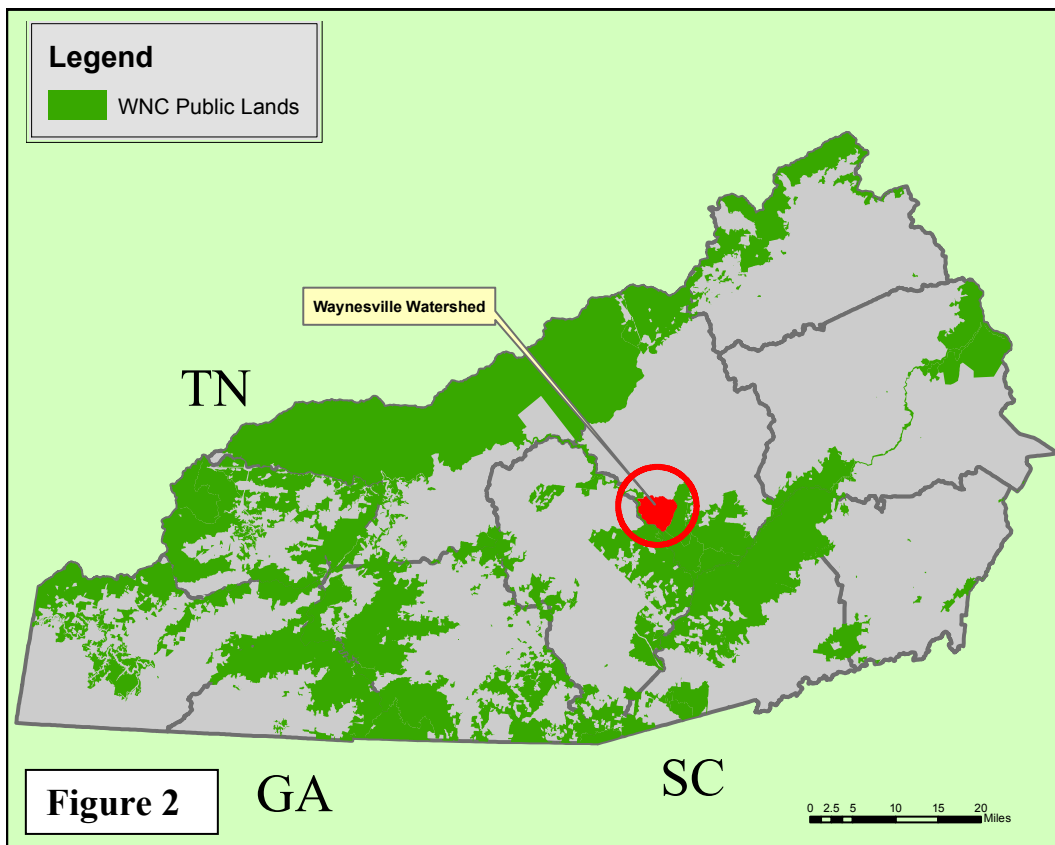 Legend
WNC Public Lands
Waynesville Watershed
TN
SC
GA
Figure 2
0 2.5 5 10 15 20
Miles